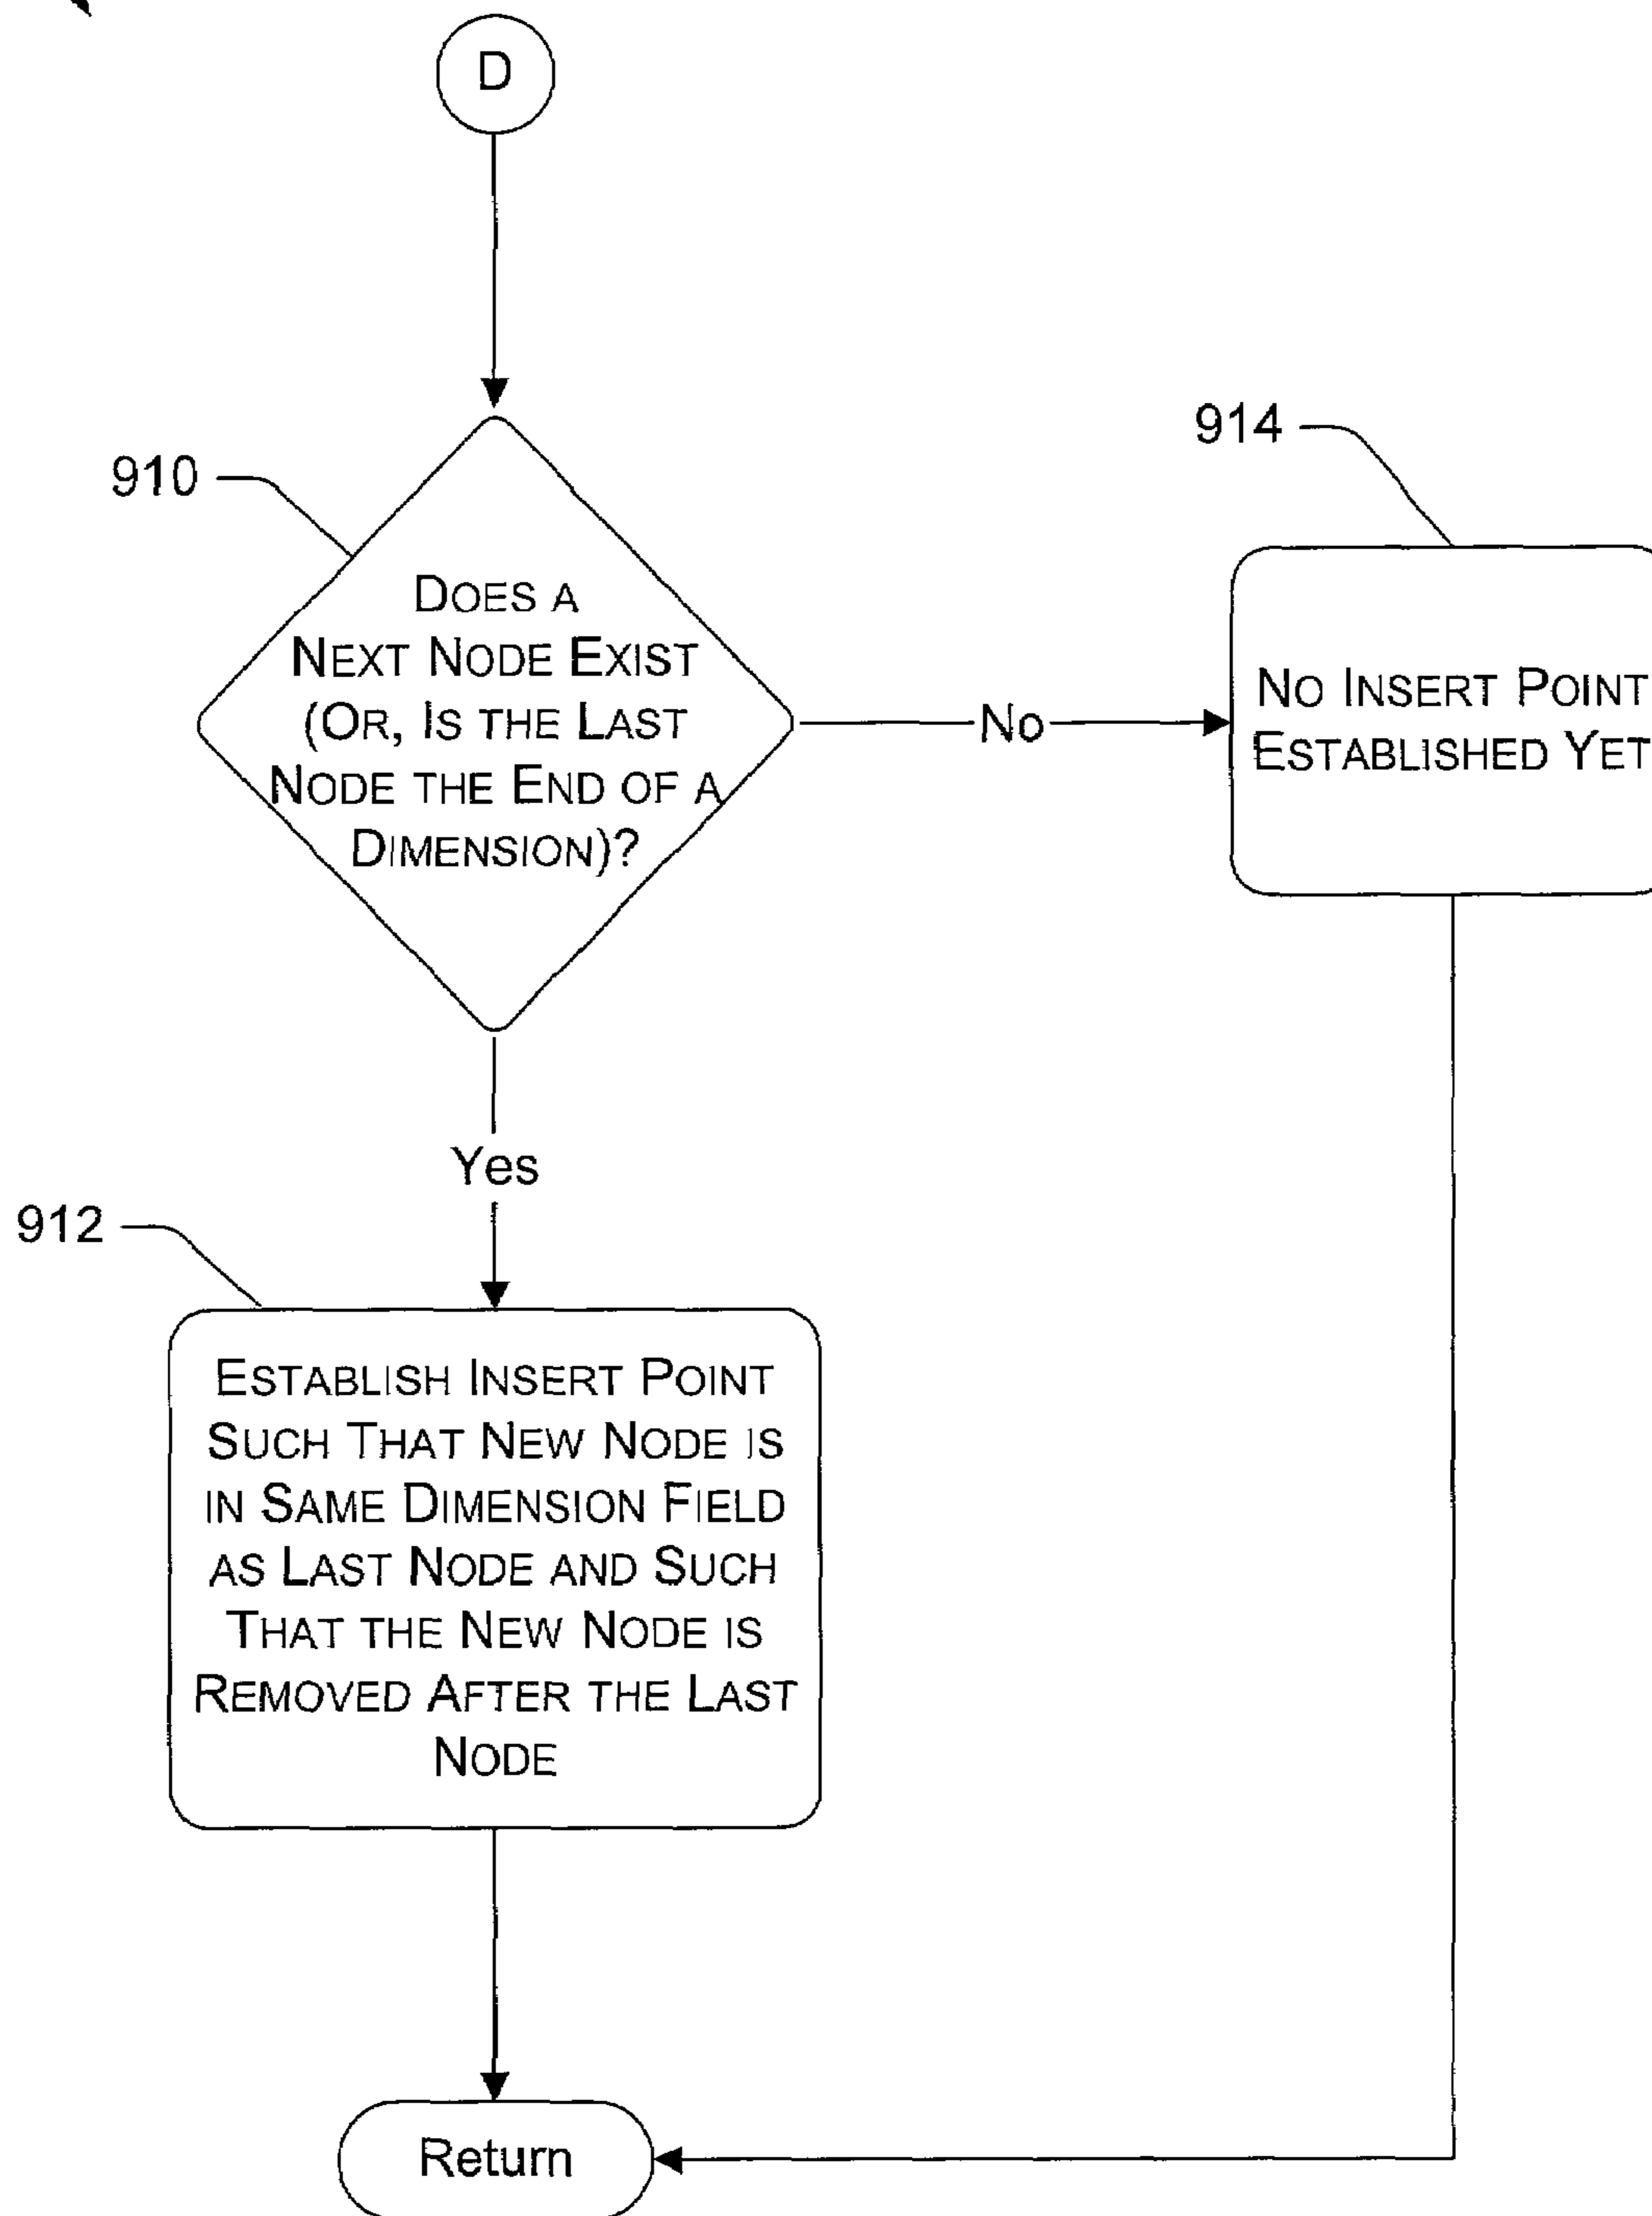 D
910
DOES A
NEXT NODE EXIST
(OR, IS THE LAST
NODE THE END OF A
DIMENSION)?
No
914
NO INSERT POINT
ESTABLISHED YET
Yes
912
ESTABLISH INSERT POINT
SUCH THAT NEW NODE IS
IN SAME DIMENSION FIELD
AS LAST NODE AND SUCH
THAT THE NEW NODE IS
REMOVED AFTER THE LAST
NODE
Return